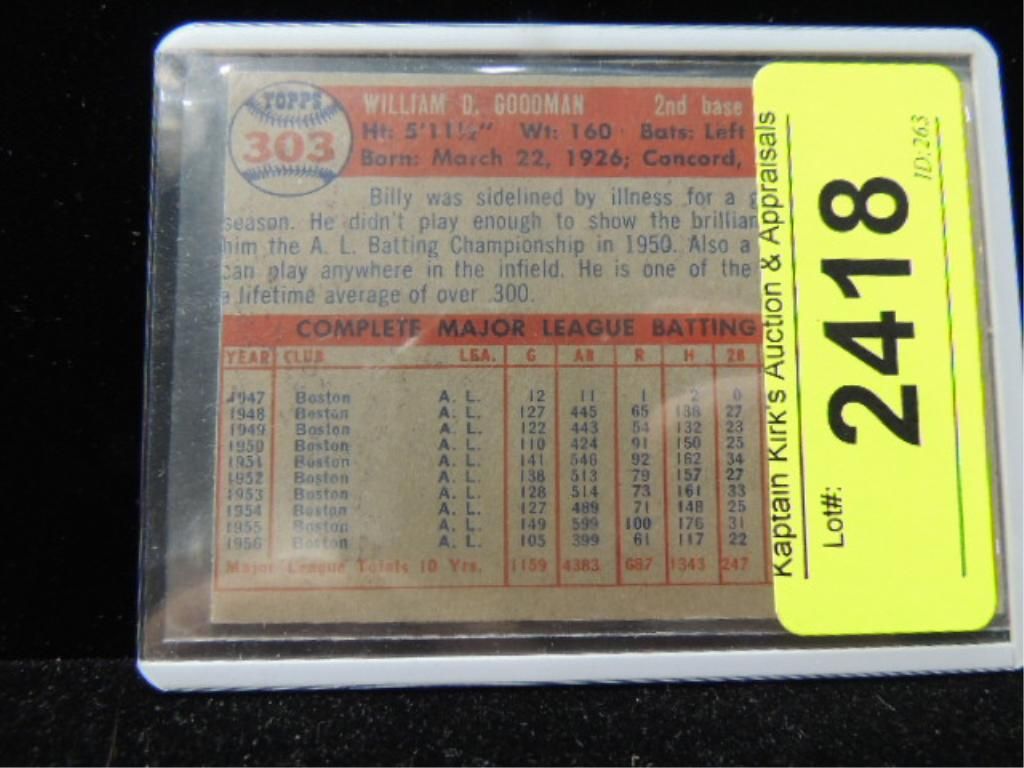 TOPPS
303
WILLIAM D. GOODMAN 2nd base
Ht: 5'11½" Wt: 160 Bats: Left
Born: March 22, 1926; Concord,
Billy was sidelined by illness for a
season. He didn't play enough to show the brillian
him the A. L. Batting Championship in 1950. Also a
can play anywhere in the infield. He is one of the
a lifetime average of over .300.
COMPLETE MAJOR LEAGUE BATTING
YEAR CLUB LEA. G AB R H 2B
1947 Boston A. L. 12 11 1 2 0
1948 Boston A. L. 127 445 65 138 27
1949 Boston A. L. 122 443 54 132 23
1950 Boston A. L. 110 424 91 150 25
1951 Boston A. L. 141 546 92 162 34
1952 Boston A. L. 138 513 79 157 27
1953 Boston A. L. 128 514 73 161 33
1954 Boston A. L. 127 489 71 148 25
1955 Boston A. L. 149 599 100 176 31
1956 Boston A. L. 105 399 61 117 22
Major League Totals 10 Yrs. 1159 4383 687 1343 247
Kaptain Kirk's Auction & Appraisals
Lot#: 2418
ID:263